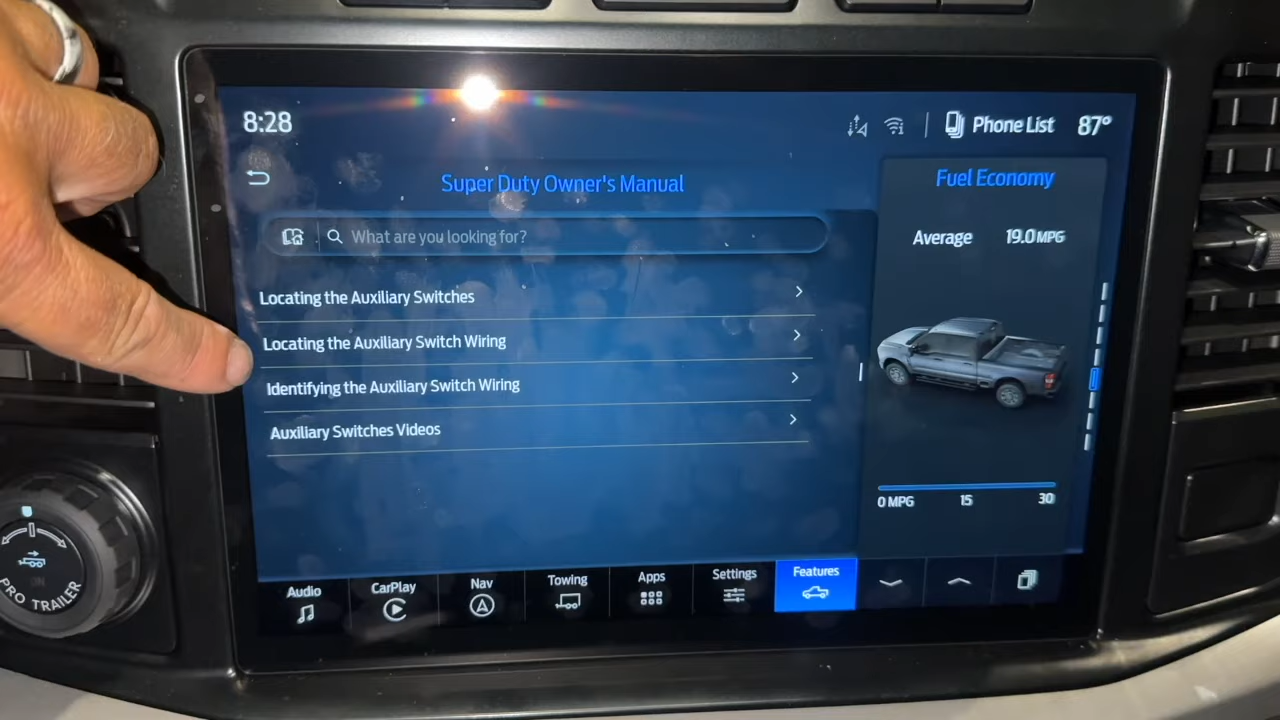 8:28
Phone List
87°
Super Duty Owner's Manual
What are you looking for?
Locating the Auxiliary Switches
Locating the Auxiliary Switch Wiring
Identifying the Auxiliary Switch Wiring
Auxiliary Switches Videos
Fuel Economy
Average 19.0 MPG
0 MPG 15 30
Audio
CarPlay
Nav
Towing
Apps
Settings
Features
ON
PRO TRAILER